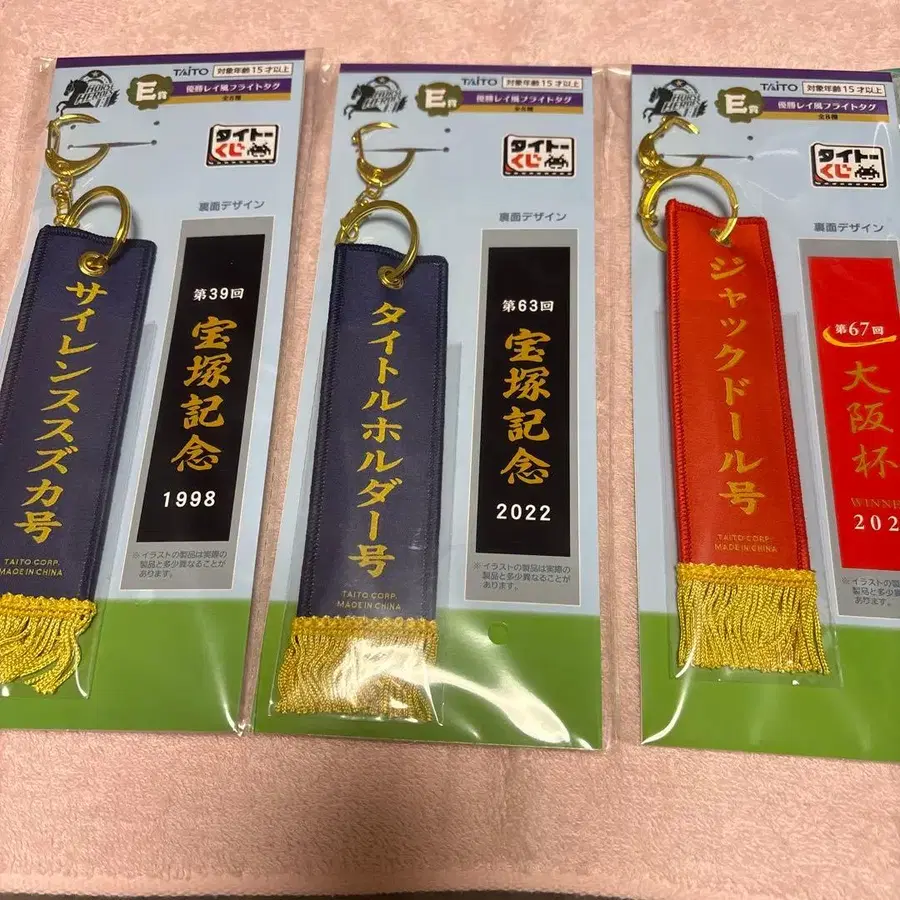 TAITO 対象年齢15才以上
E賞 優勝レイ風フライトタグ
全8種
タイトーくじ
裏面デザイン
サイレンススズカ号
TAITO CORP.
MADE IN CHINA
第39回
宝塚記念
1998
※イラストの製品は実際の
製品と多少異なることが
あります。
TAITO 対象年齢15才以上
E賞 優勝レイ風フライトタグ
全8種
タイトーくじ
裏面デザイン
タイトルホルダー号
TAITO CORP.
MADE IN CHINA
第63回
宝塚記念
2022
※イラストの製品は実際の
製品と多少異なることが
あります。
TAITO 対象年齢15才以上
E賞 優勝レイ風フライトタグ
全8種
タイトーくじ
裏面デザイン
ジャックドール号
TAITO CORP.
MADE IN CHINA
第67回
大阪杯